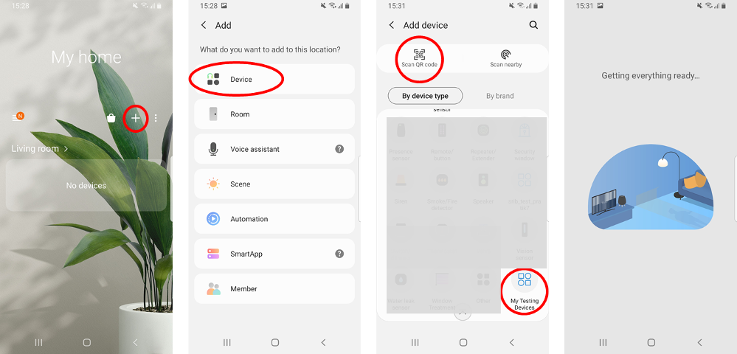 15:28
My home
Living room >
No devices
15:28
Add
What do you want to add to this location?
Device
Room
Voice assistant
?
Scene
Automation
SmartApp
?
Member
15:31
Add device
Scan QR code
Scan nearby
By device type
By brand
sensor
My Testing
Devices
15:31
Getting everything ready...